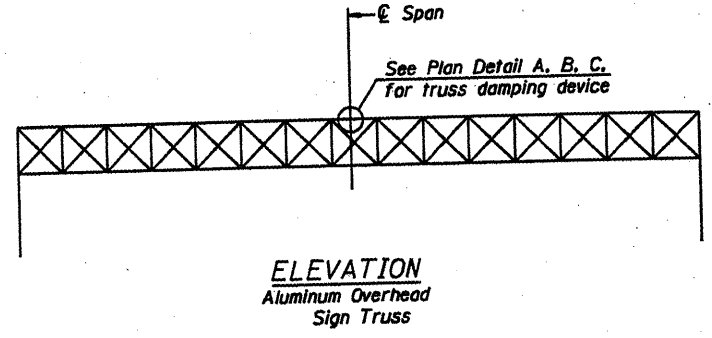 ℄ Span
See Plan Detail A, B, C,
for truss damping device
ELEVATION
Aluminum Overhead
Sign Truss